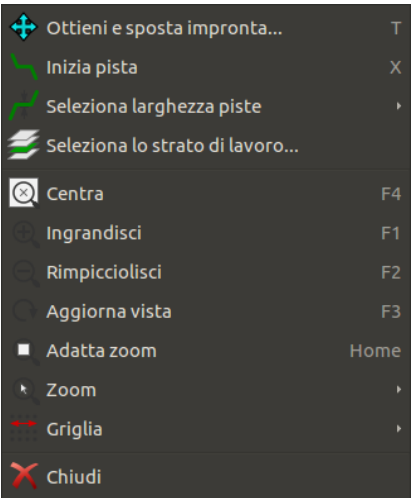 Ottieni e sposta impronta... T
Inizia pista X
Seleziona larghezza piste
Seleziona lo strato di lavoro...
Centra F4
Ingrandisci F1
Rimpicciolisci F2
Aggiorna vista F3
Adatta zoom Home
Zoom
Griglia
Chiudi